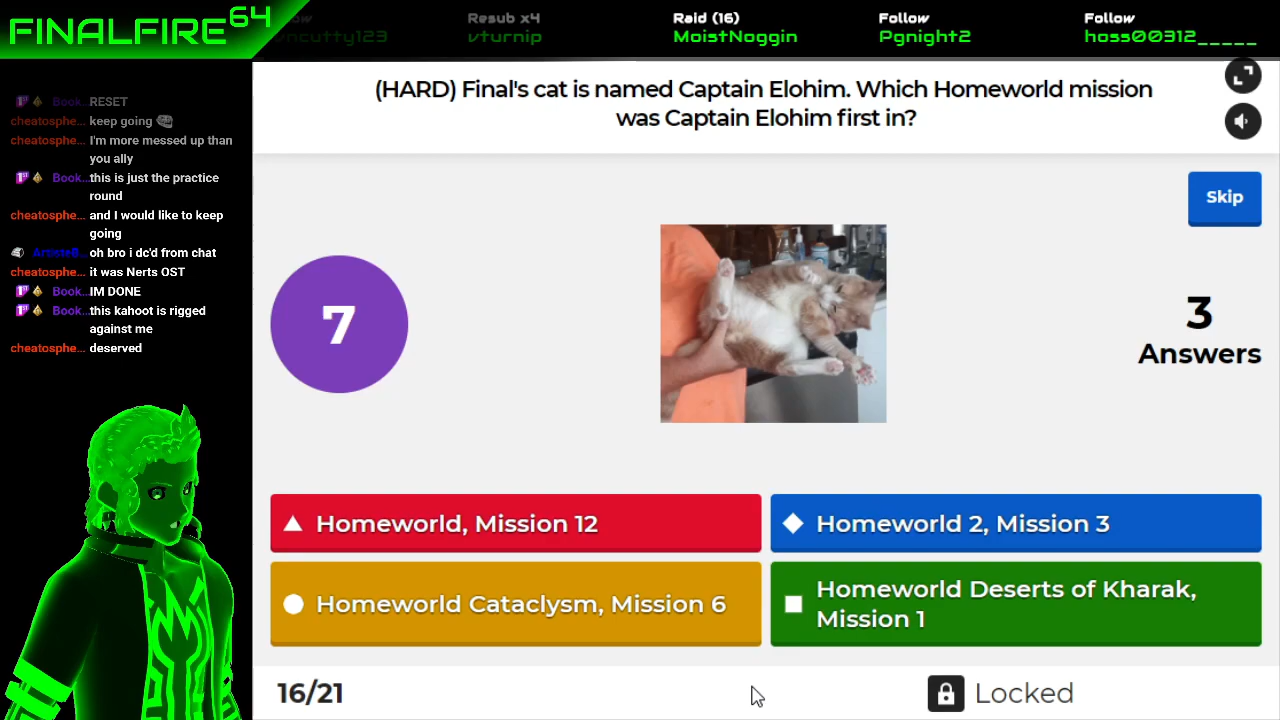 FINALFIRE64
Resub x4
vturnip
Raid (16)
MoistNoggin
Follow
Pgnight2
Follow
hoss00312_____
Book... RESET
cheatosphe... keep going
cheatosphe... I'm more messed up than
you ally
Book... this is just the practice
round
cheatosphe... and I would like to keep
going
oh bro i dc'd from chat
cheatosphe... it was Nerts OST
Book... IM DONE
Book... this kahoot is rigged
against me
cheatosphe... deserved
(HARD) Final's cat is named Captain Elohim. Which Homeworld mission
was Captain Elohim first in?
Skip
7
3
Answers
Homeworld, Mission 12
Homeworld 2, Mission 3
Homeworld Cataclysm, Mission 6
Homeworld Deserts of Kharak,
Mission 1
16/21
Locked